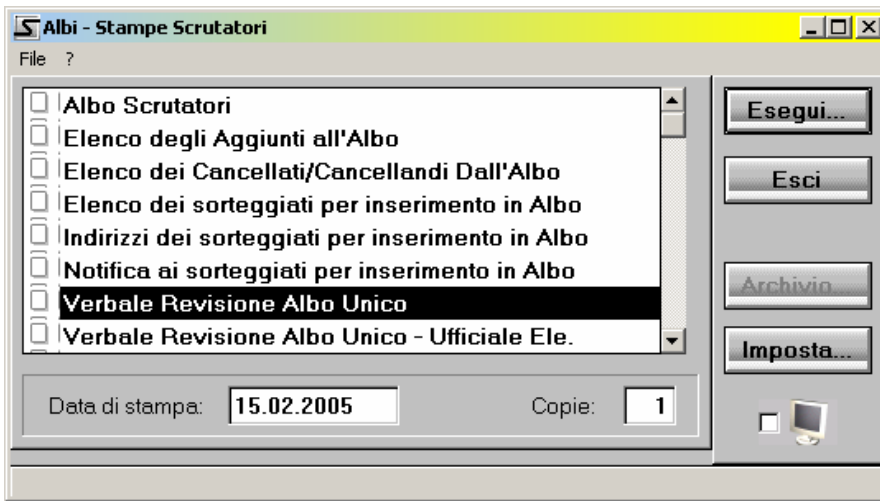 Albi - Stampe Scrutatori
File ?
Albo Scrutatori
Elenco degli Aggiunti all'Albo
Elenco dei Cancellati/Cancellandi Dall'Albo
Elenco dei sorteggiati per inserimento in Albo
Indirizzi dei sorteggiati per inserimento in Albo
Notifica ai sorteggiati per inserimento in Albo
Verbale Revisione Albo Unico
Verbale Revisione Albo Unico - Ufficiale Ele.
Data di stampa: 15.02.2005 Copie: 1
Esegui...
Esci
Archivio...
Imposta...